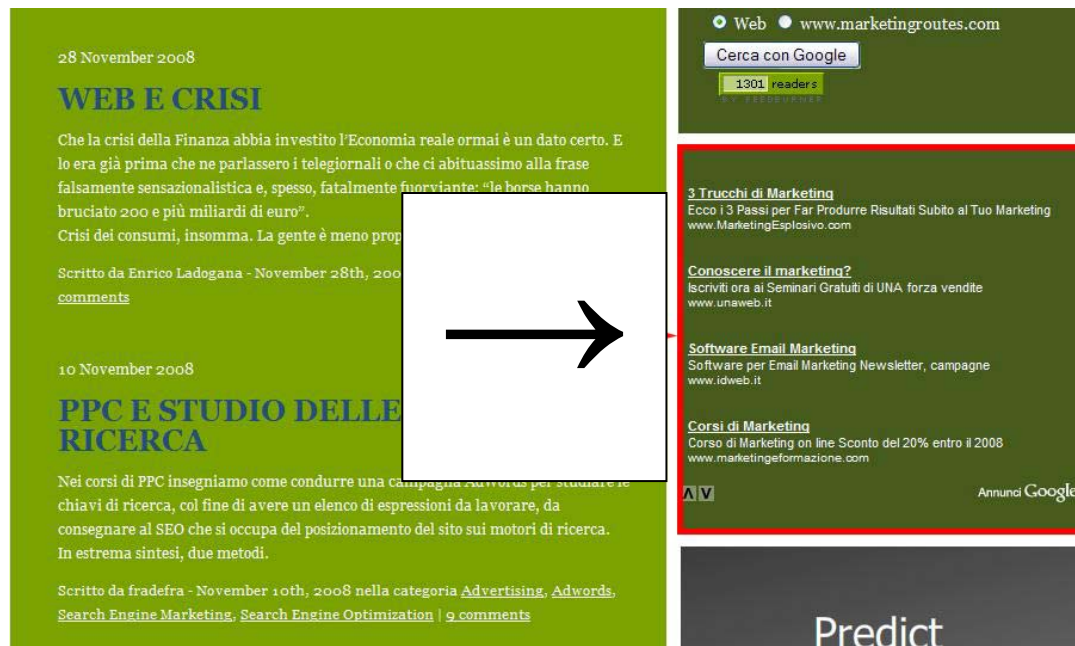 28 November 2008
WEB E CRISI
Che la crisi della Finanza abbia investito l'Economia reale ormai è un dato certo. E
lo era già prima che ne parlassero i telegiornali o che ci abituassimo alla frase
falsamente sensazionalistica e, spesso, fatalmente fuorviante: "le borse hanno
bruciato 200 e più miliardi di euro".
Crisi dei consumi, insomma. La gente è meno
Scritto da Enrico Ladogana - November 28th,
comments
10 November 2008
PPC E STUDIO DELLE
RICERCA
Nei corsi di PPC insegniamo come condurre una campagna AdWords per studiare le
chiavi di ricerca, col fine di avere un elenco di espressioni da lavorare, da
consegnare al SEO che si occupa del posizionamento del sito sui motori di ricerca.
In estrema sintesi, due metodi.
Scritto da fradefra - November 10th, 2008 nella categoria Advertising, Adwords,
Search Engine Marketing, Search Engine Optimization | 9 comments
Web www.marketingroutes.com
Cerca con Google
1301 readers
BY FEEDBURNER
3 Trucchi di Marketing
Ecco i 3 Passi per Far Produrre Risultati Subito al Tuo Marketing
www.MarketingEsplosivo.com
Conoscere il marketing?
Iscriviti ora ai Seminari Gratuiti di UNA forza vendite
www.unaweb.it
Software Email Marketing
Software per Email Marketing Newsletter, campagne
www.idweb.it
Corsi di Marketing
Corso di Marketing on line Sconto del 20% entro il 2008
www.marketingeformazione.com
Annunci Google
Predict